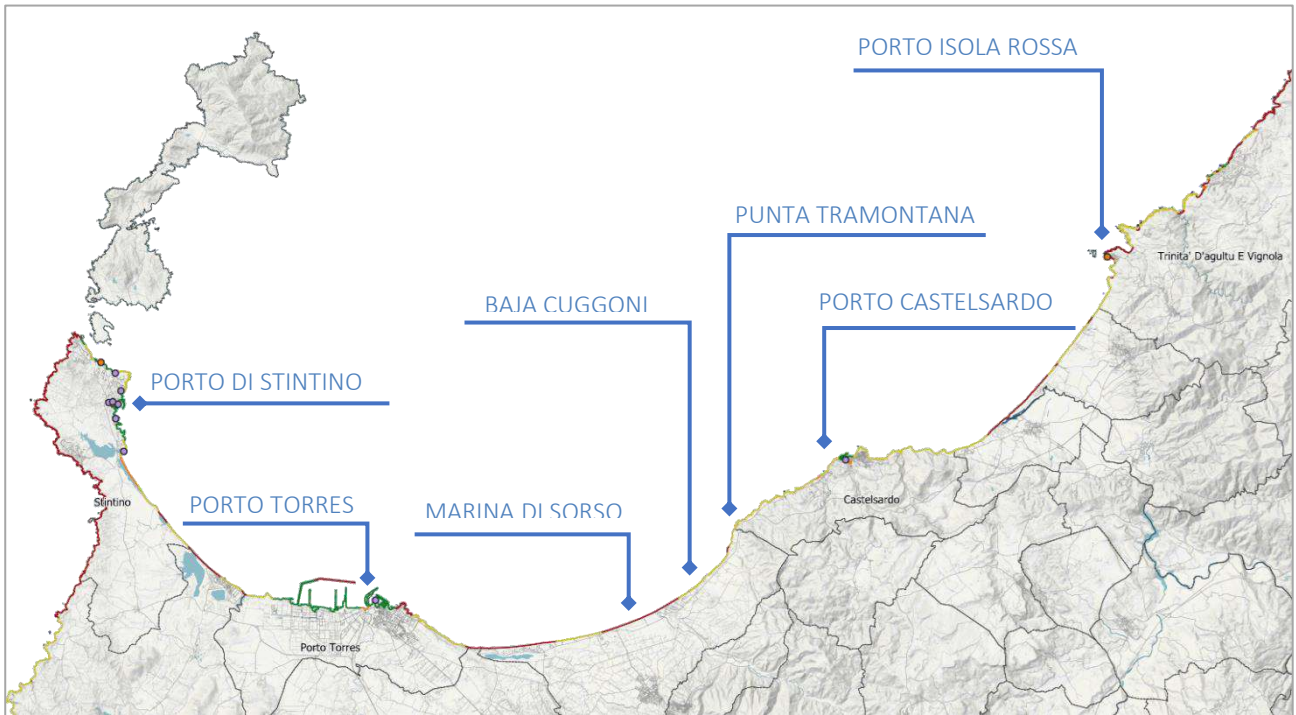 PORTO ISOLA ROSSA
PUNTA TRAMONTANA
Trinita' D'agultu E Vignola
BAJA CUGGONI
PORTO CASTELSARDO
PORTO DI STINTINO
Stintino
PORTO TORRES
MARINA DI SORSO
Castelsardo
Porto Torres